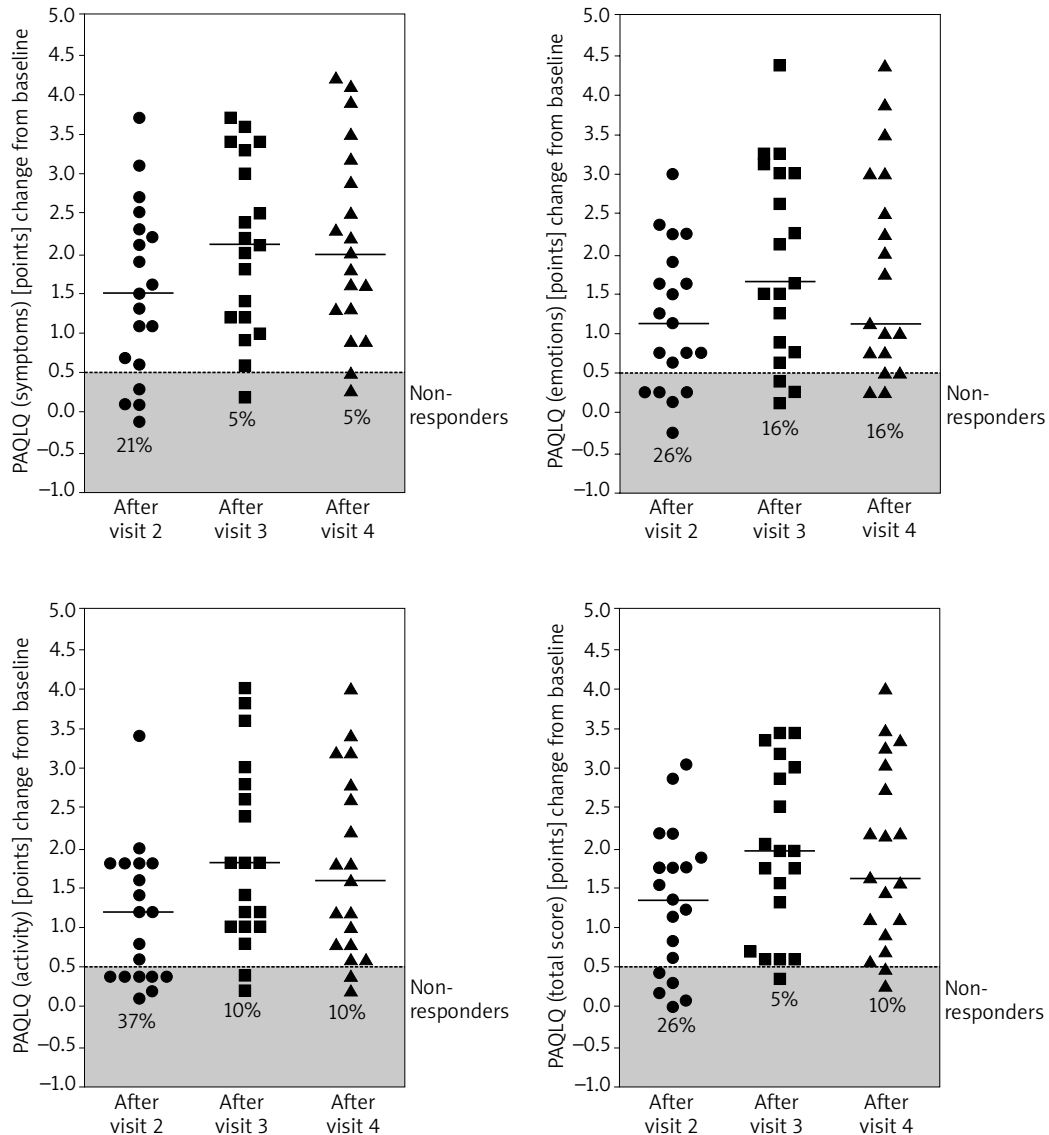 PAQLQ (symptoms) [points] change from baseline
5.0
4.5
4.0
3.5
3.0
2.5
2.0
1.5
1.0
0.5
0.0
–0.5
–1.0
21%
5%
5%
Non-
responders
After
visit 2
After
visit 3
After
visit 4
PAQLQ (emotions) [points] change from baseline
5.0
4.5
4.0
3.5
3.0
2.5
2.0
1.5
1.0
0.5
0.0
–0.5
–1.0
26%
16%
16%
Non-
responders
After
visit 2
After
visit 3
After
visit 4
PAQLQ (activity) [points] change from baseline
5.0
4.5
4.0
3.5
3.0
2.5
2.0
1.5
1.0
0.5
0.0
–0.5
–1.0
37%
10%
10%
Non-
responders
After
visit 2
After
visit 3
After
visit 4
PAQLQ (total score) [points] change from baseline
5.0
4.5
4.0
3.5
3.0
2.5
2.0
1.5
1.0
0.5
0.0
–0.5
–1.0
26%
5%
10%
Non-
responders
After
visit 2
After
visit 3
After
visit 4